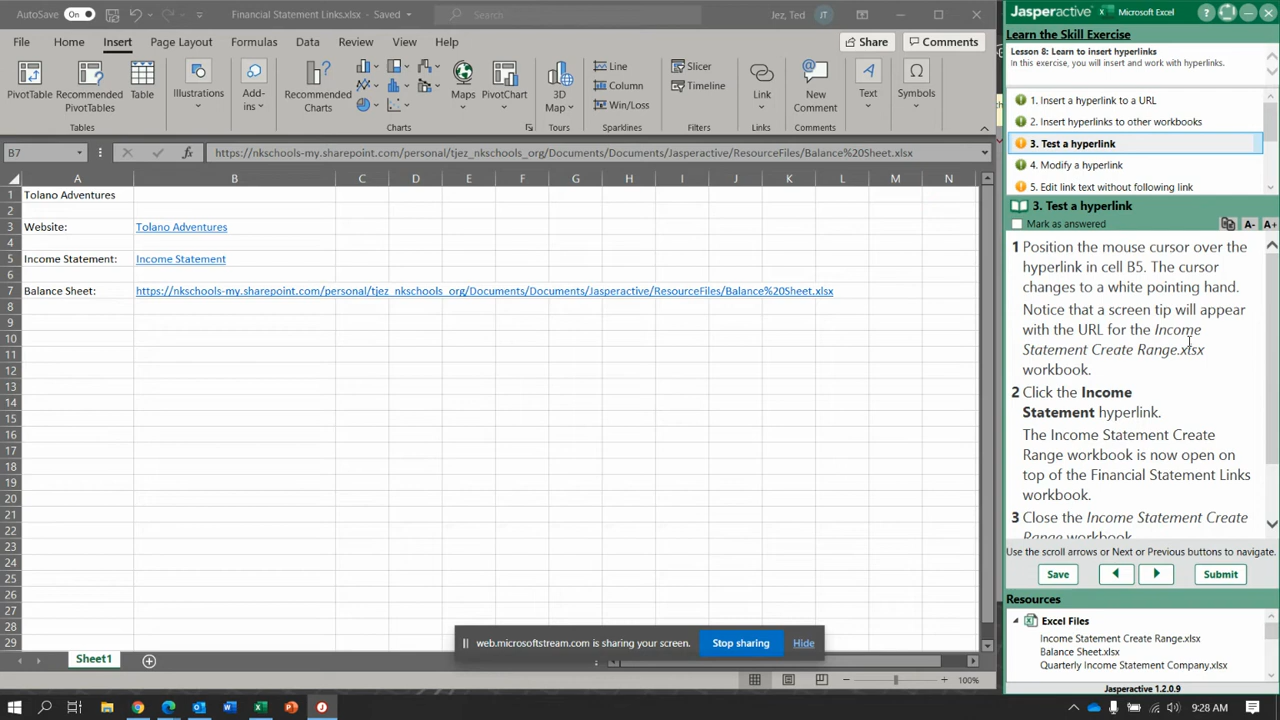 AutoSave On Financial Statement Links.xlsx - Saved Search Jez, Ted JT
File Home Insert Page Layout Formulas Data Review View Help Share Comments
PivotTable Recommended PivotTables Table Illustrations Add-ins Recommended Charts Maps PivotChart 3D Map Line Column Win/Loss Slicer Timeline Link New Comment Text Symbols
Tables Charts Tours Sparklines Filters Links Comments
B7 fx https://nkschools-my.sharepoint.com/personal/tjez_nkschools_org/Documents/Documents/Jasperactive/ResourceFiles/Balance%20Sheet.xlsx
A B C D E F G H I J K L M N
1 Tolano Adventures
2
3 Website: Tolano Adventures
4
5 Income Statement: Income Statement
6
7 Balance Sheet: https://nkschools-my.sharepoint.com/personal/tjez_nkschools_org/Documents/Documents/Jasperactive/ResourceFiles/Balance%20Sheet.xlsx
8
9
10
11
12
13
14
15
16
17
18
19
20
21
22
23
24
25
26
27
28
29
web.microsoftstream.com is sharing your screen. Stop sharing Hide
Sheet1
100%
Jasperactive Microsoft Excel
Learn the Skill Exercise
Lesson 8: Learn to insert hyperlinks
In this exercise, you will insert and work with hyperlinks.
1. Insert a hyperlink to a URL
2. Insert hyperlinks to other workbooks
3. Test a hyperlink
4. Modify a hyperlink
5. Edit link text without following link
3. Test a hyperlink
Mark as answered A- A+
1 Position the mouse cursor over the
hyperlink in cell B5. The cursor
changes to a white pointing hand.
Notice that a screen tip will appear
with the URL for the Income
Statement Create Range.xlsx
workbook.
2 Click the Income
Statement hyperlink.
The Income Statement Create
Range workbook is now open on
top of the Financial Statement Links
workbook.
3 Close the Income Statement Create
Range workbook
Use the scroll arrows or Next or Previous buttons to navigate.
Save Submit
Resources
Excel Files
Income Statement Create Range.xlsx
Balance Sheet.xlsx
Quarterly Income Statement Company.xlsx
Jasperactive 1.2.0.9
9:28 AM